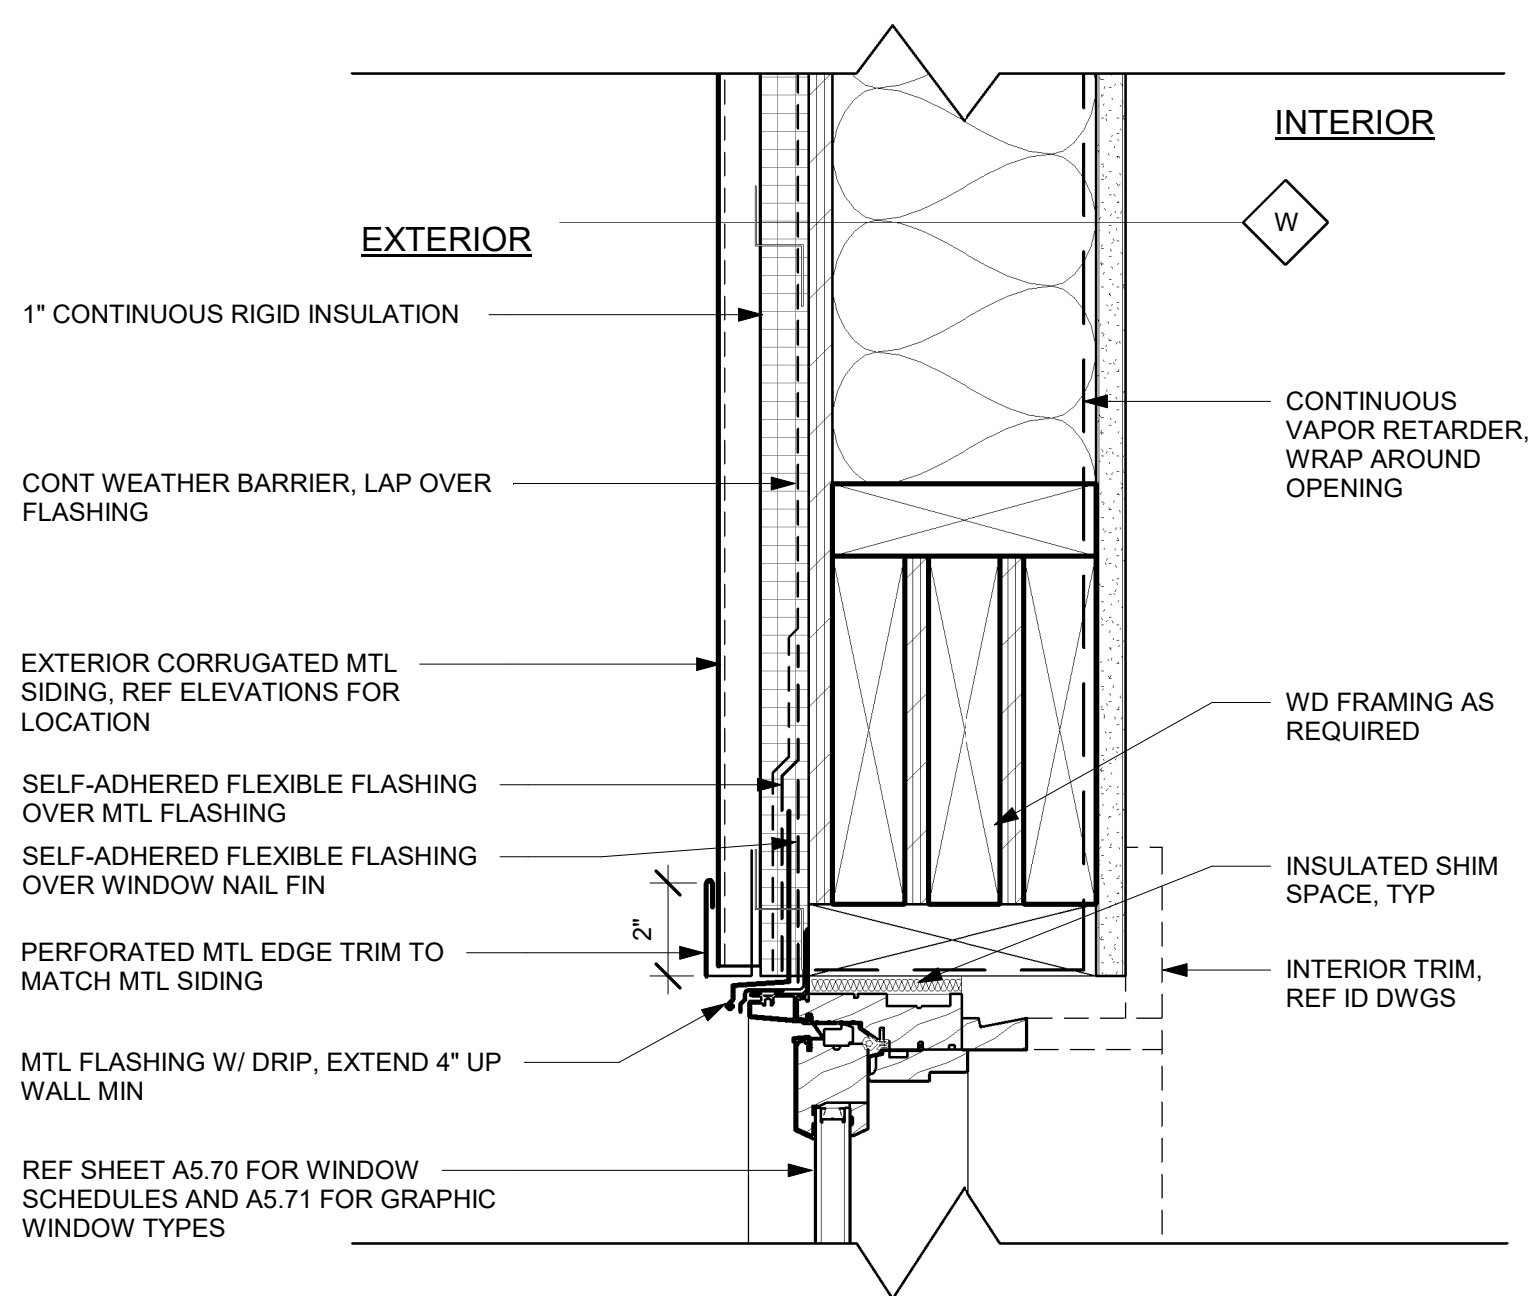 INTERIOR
W
EXTERIOR
1" CONTINUOUS RIGID INSULATION
CONTINUOUS
VAPOR RETARDER,
WRAP AROUND
OPENING
CONT WEATHER BARRIER, LAP OVER
FLASHING
EXTERIOR CORRUGATED MTL
SIDING, REF ELEVATIONS FOR
LOCATION
WD FRAMING AS
REQUIRED
SELF-ADHERED FLEXIBLE FLASHING
OVER MTL FLASHING
SELF-ADHERED FLEXIBLE FLASHING
OVER WINDOW NAIL FIN
INSULATED SHIM
SPACE, TYP
2"
PERFORATED MTL EDGE TRIM TO
MATCH MTL SIDING
INTERIOR TRIM,
REF ID DWGS
MTL FLASHING W/ DRIP, EXTEND 4" UP
WALL MIN
REF SHEET A5.70 FOR WINDOW
SCHEDULES AND A5.71 FOR GRAPHIC
WINDOW TYPES